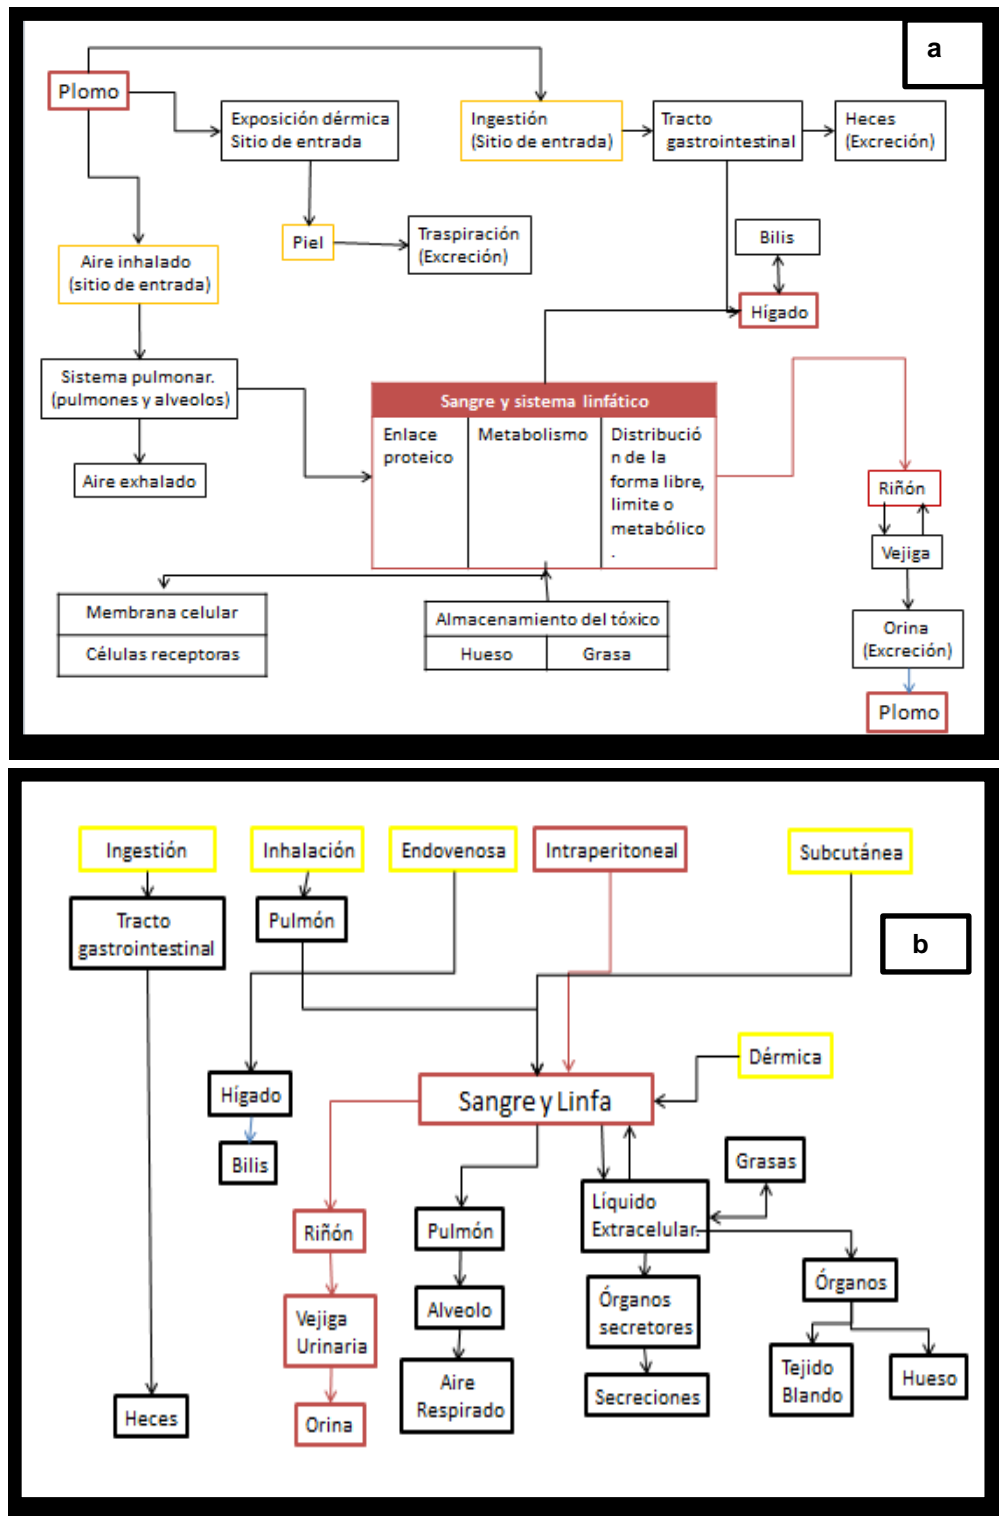 a
Plomo
Exposición dérmica
Sitio de entrada
Ingestión
(Sitio de entrada)
Tracto
gastrointestinal
Heces
(Excreción)
Piel
Traspiración
(Excreción)
Bilis
Aire inhalado
(sitio de entrada)
Hígado
Sistema pulmonar.
(pulmones y alveolos)
Aire exhalado
Sangre y sistema linfático
Enlace
proteico
Metabolismo
Distribució
n de la
forma libre,
limite o
metabólico
.
Riñón
Vejiga
Orina
(Excreción)
Plomo
Membrana celular
Células receptoras
Almacenamiento del tóxico
Hueso
Grasa
b
Ingestión
Inhalación
Endovenosa
Intraperitoneal
Subcutánea
Tracto
gastrointestinal
Pulmón
Dérmica
Hígado
Sangre y Linfa
Bilis
Grasas
Riñón
Pulmón
Líquido
Extracelular.
Órganos
Vejiga
Urinaria
Alveolo
Órganos
secretores
Tejido
Blando
Hueso
Heces
Orina
Aire
Respirado
Secreciones